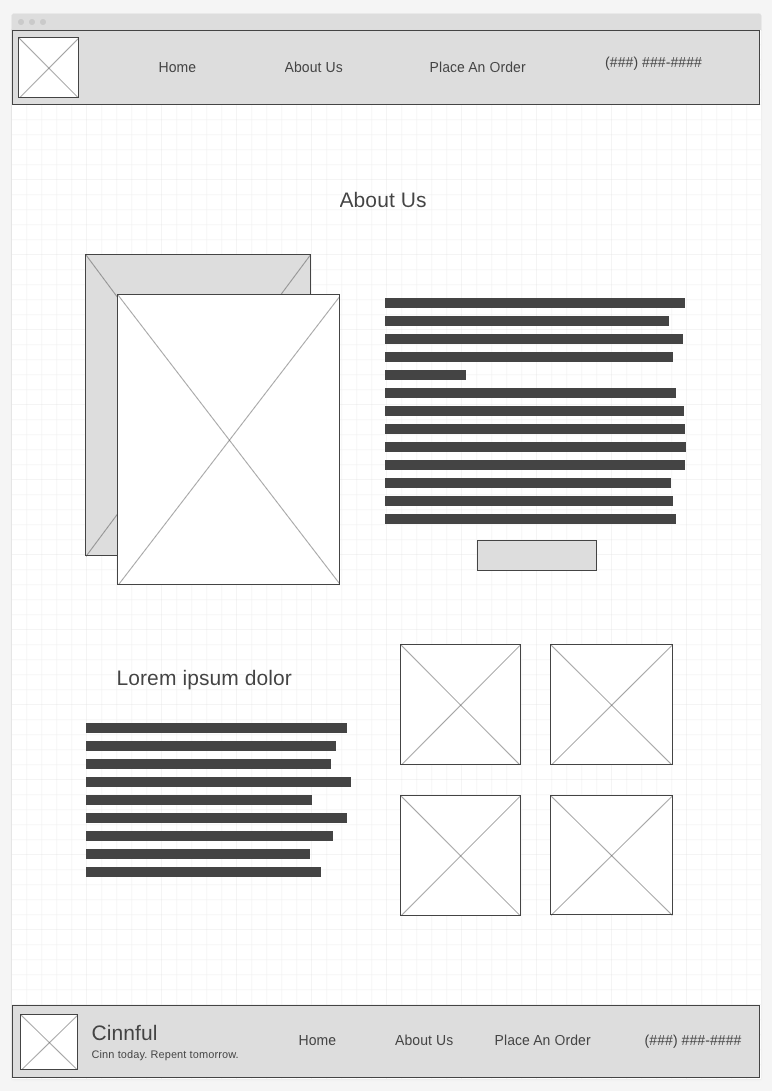 Home
About Us
Place An Order
(###) ###-####
About Us
Lorem ipsum dolor
Cinnful
Cinn today. Repent tomorrow.
Home
About Us
Place An Order
(###) ###-####